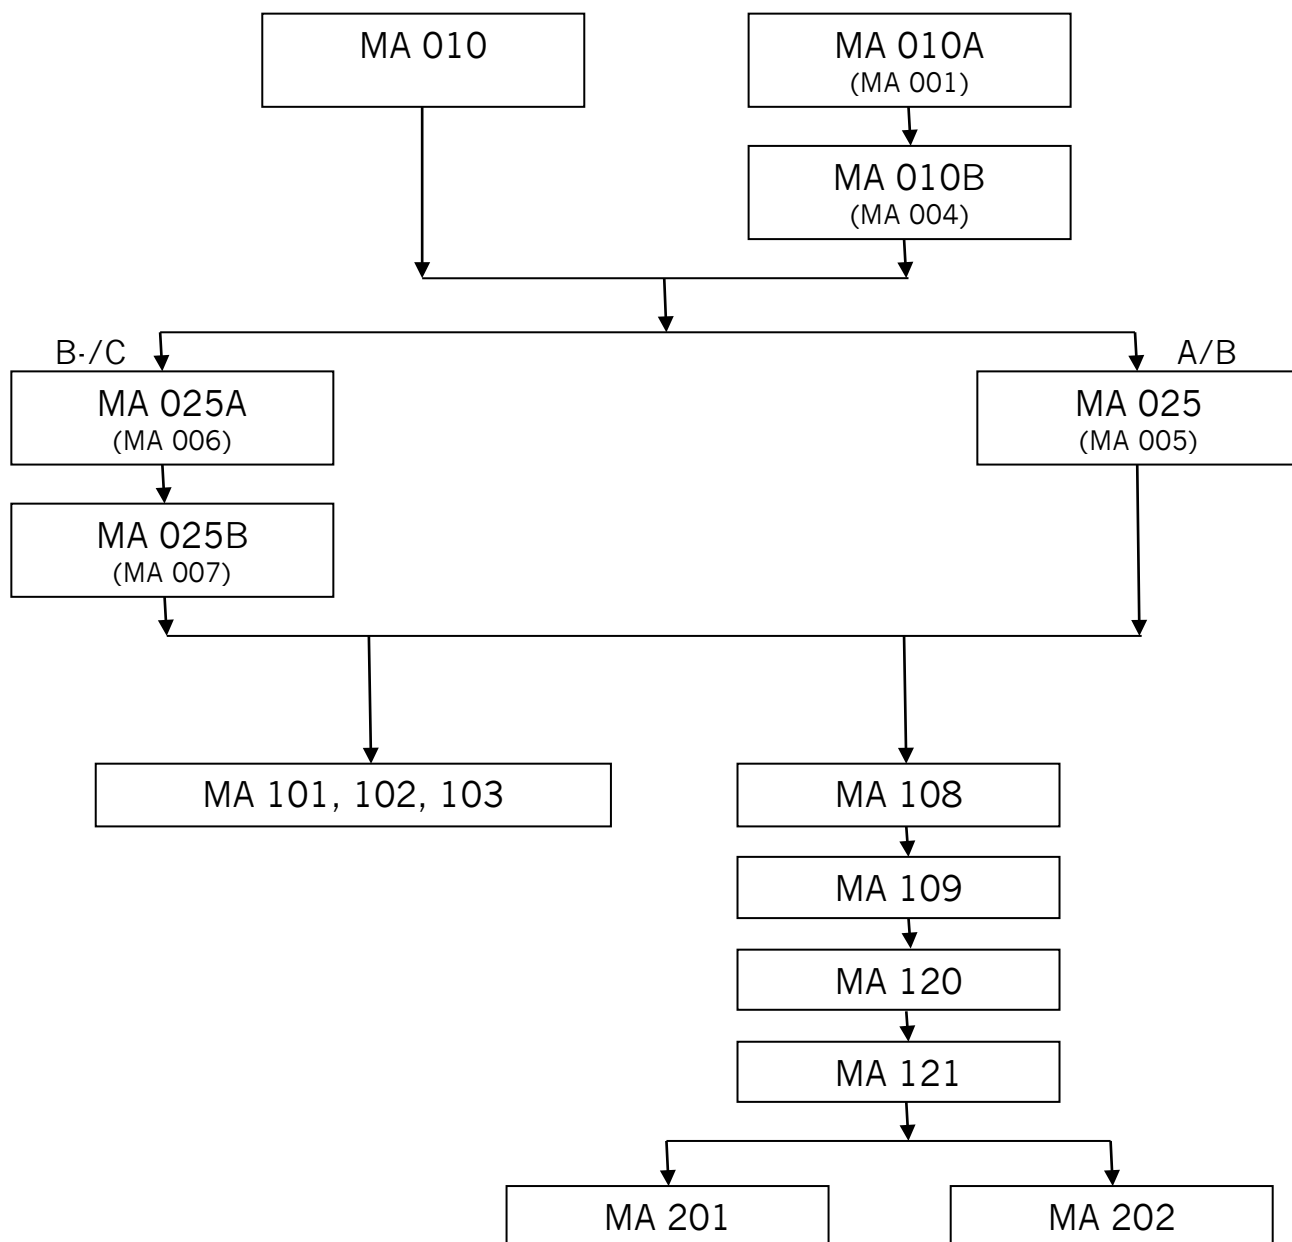 MA 010
MA 010A
(MA 001)
MA 010B
(MA 004)
B-/C
A/B
MA 025A
(MA 006)
MA 025
(MA 005)
MA 025B
(MA 007)
MA 101, 102, 103
MA 108
MA 109
MA 120
MA 121
MA 201
MA 202